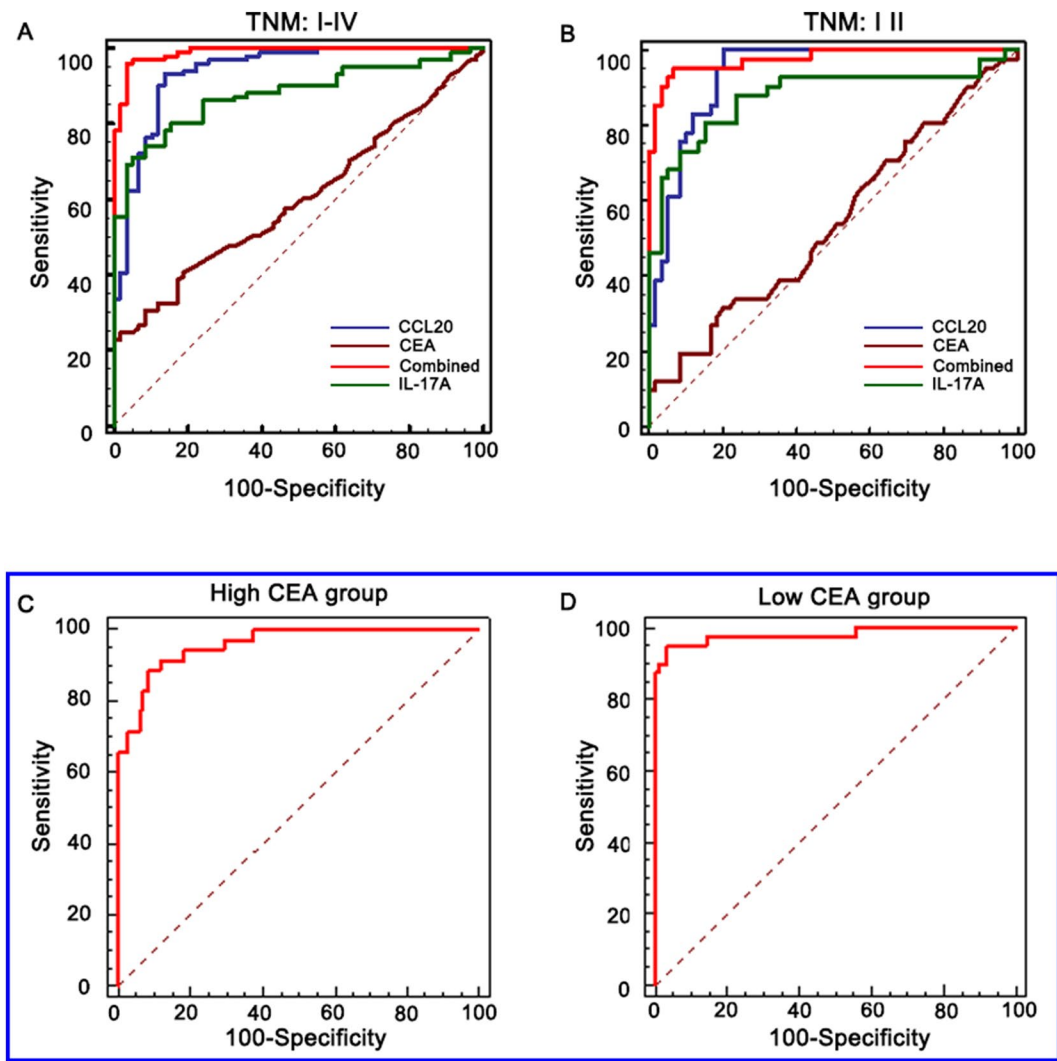 A
TNM: I-IV
100
80
60
40
20
0
Sensitivity
CCL20
CEA
Combined
IL-17A
0 20 40 60 80 100
100-Specificity
B
TNM: I II
100
80
60
40
20
0
Sensitivity
CCL20
CEA
Combined
IL-17A
0 20 40 60 80 100
100-Specificity
C
High CEA group
100
80
60
40
20
0
Sensitivity
0 20 40 60 80 100
100-Specificity
D
Low CEA group
100
80
60
40
20
0
Sensitivity
0 20 40 60 80 100
100-Specificity